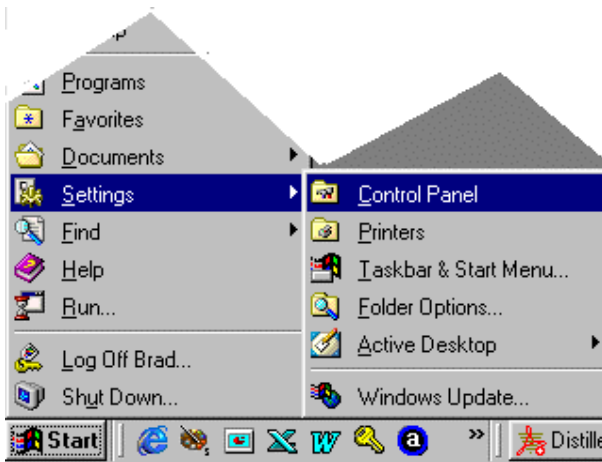 Programs
Favorites
Documents
Settings
Find
Help
Run...
Log Off Brad...
Shut Down...
Control Panel
Printers
Taskbar & Start Menu...
Folder Options...
Active Desktop
Windows Update...
Start
a
»
Distille